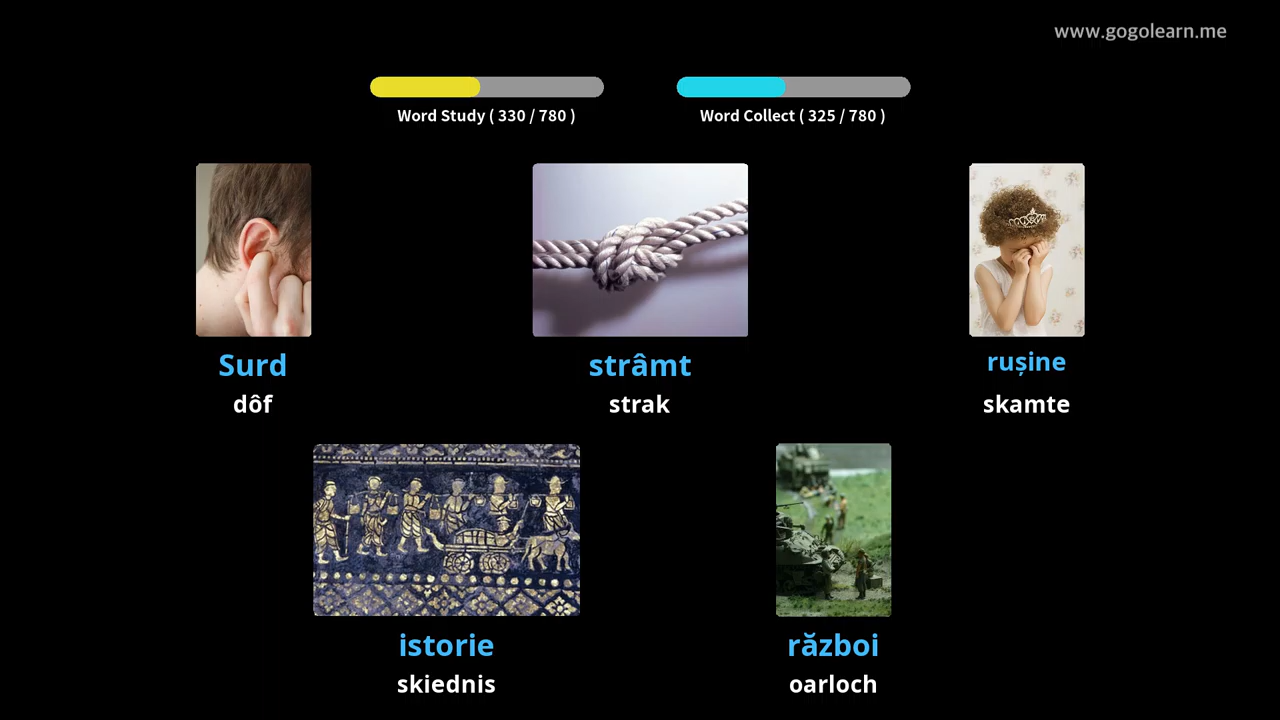 www.gogolearn.me
Word Study ( 330 / 780 )
Word Collect ( 325 / 780 )
Surd
dôf
strâmt
strak
rușine
skamte
istorie
skiednis
război
oarloch